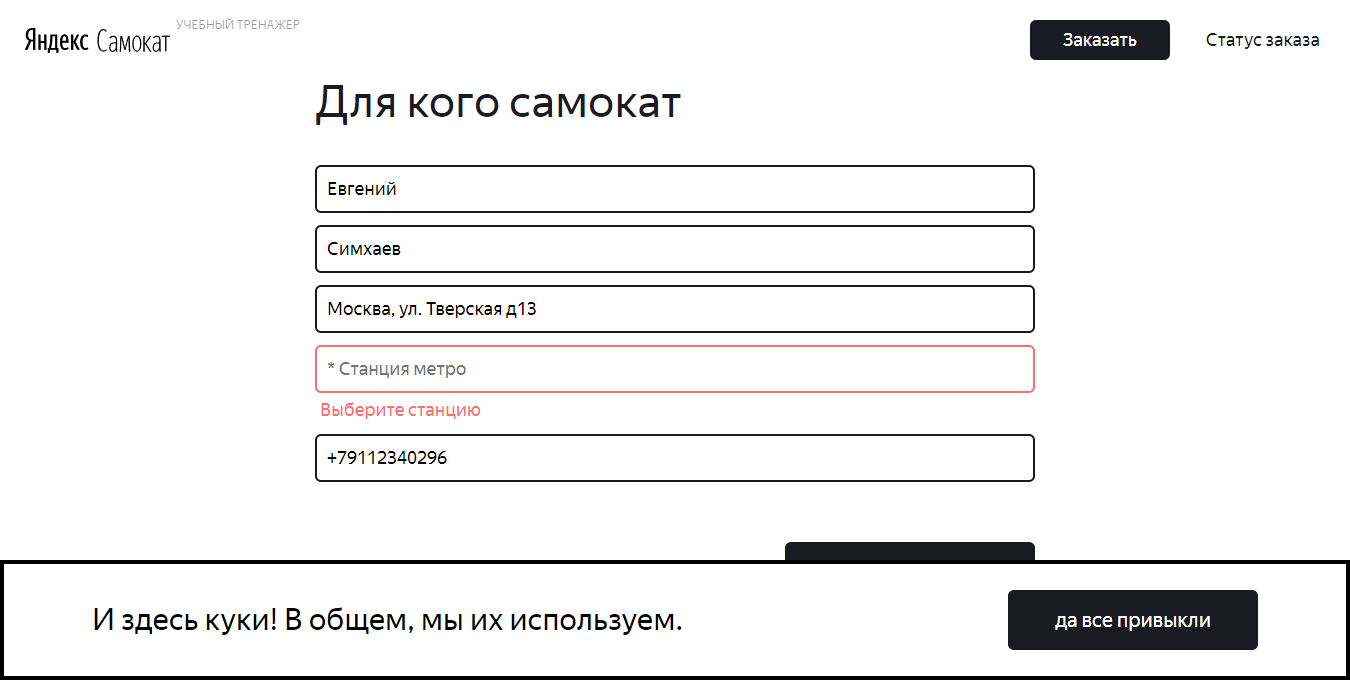 Яндекс Самокат
УЧЕБНЫЙ ТРЕНАЖЕР
Заказать
Статус заказа
Для кого самокат
Евгений
Симхаев
Москва, ул. Тверская д13
* Станция метро
Выберите станцию
+79112340296
И здесь куки! В общем, мы их используем.
да все привыкли